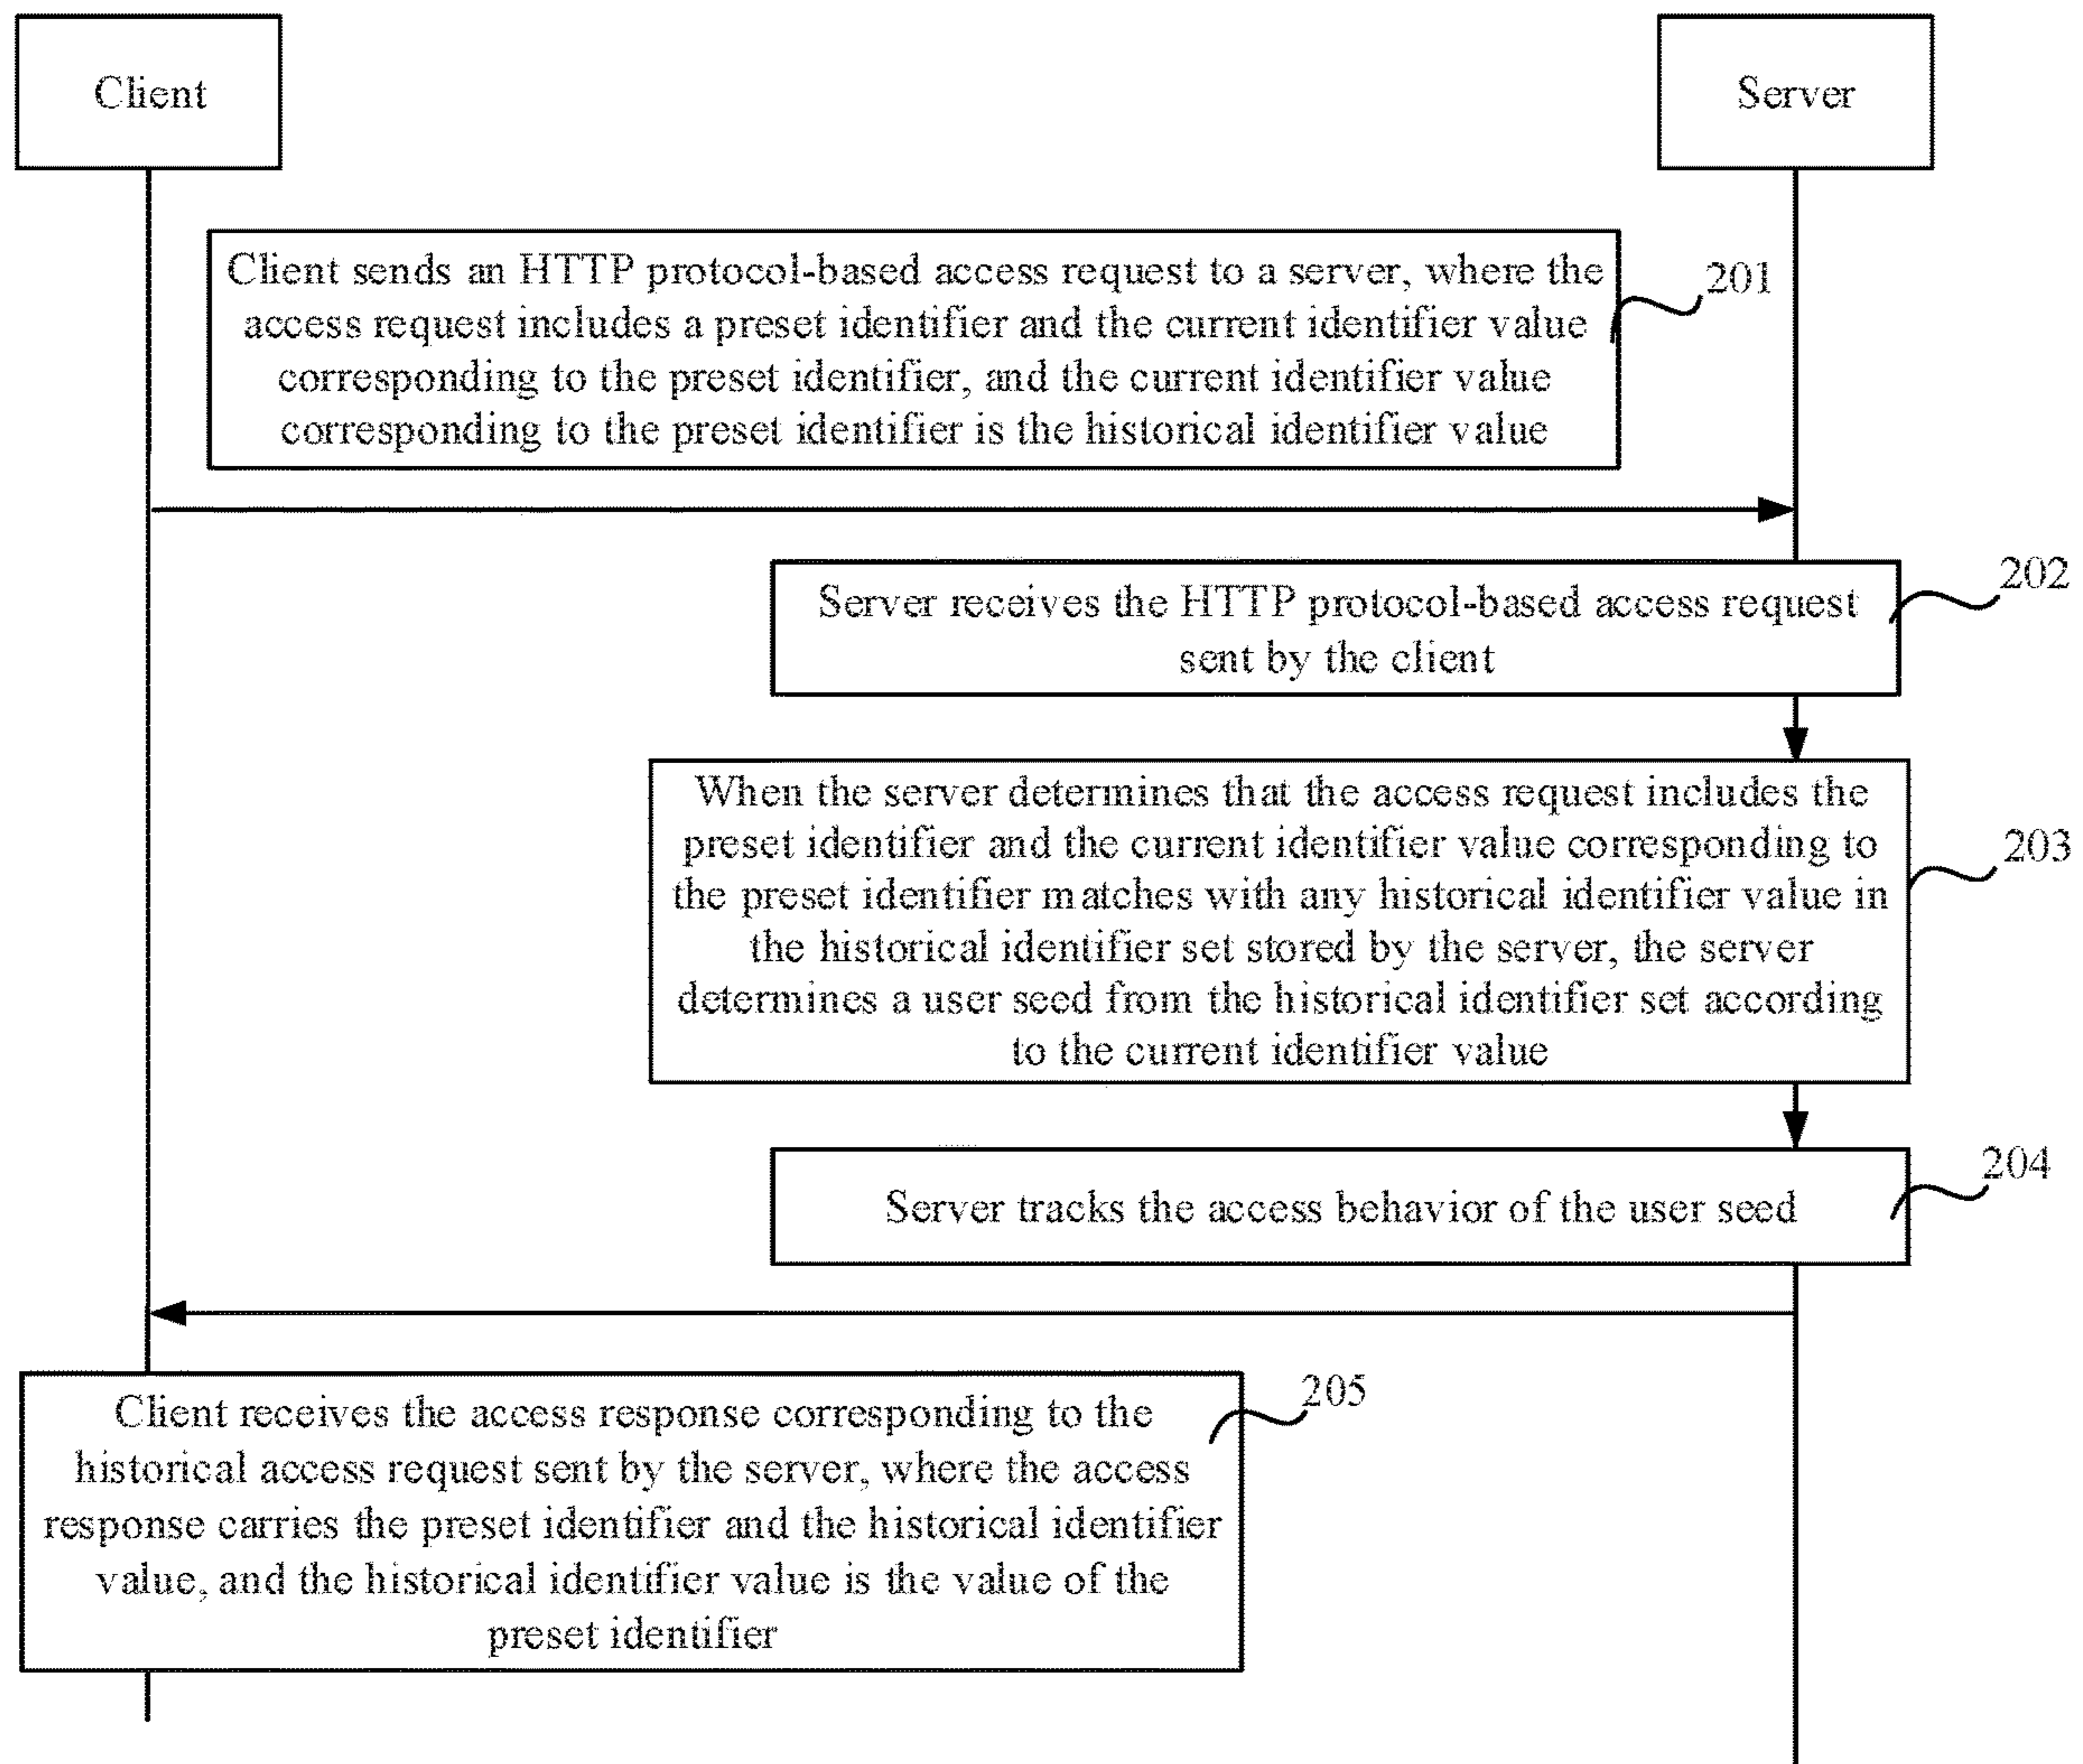 Client
Server
Client sends an HTTP protocol-based access request to a server, where the
access request includes a preset identifier and the current identifier value
corresponding to the preset identifier, and the current identifier value
corresponding to the preset identifier is the historical identifier value
201
Server receives the HTTP protocol-based access request
sent by the client
202
When the server determines that the access request includes the
preset identifier and the current identifier value corresponding to
the preset identifier matches with any historical identifier value in
the historical identifier set stored by the server, the server
determines a user seed from the historical identifier set according
to the current identifier value
203
Server tracks the access behavior of the user seed
204
Client receives the access response corresponding to the
historical access request sent by the server, where the access
response carries the preset identifier and the historical identifier
value, and the historical identifier value is the value of the
preset identifier
205